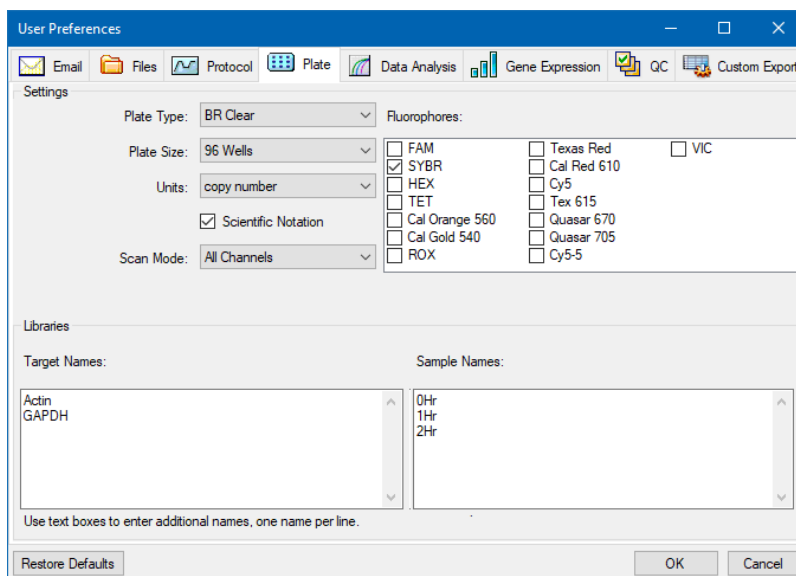 User Preferences
Email Files Protocol Plate Data Analysis Gene Expression QC Custom Export
Settings
Plate Type: BR Clear
Plate Size: 96 Wells
Units: copy number
Scientific Notation
Scan Mode: All Channels
Fluorophores:
FAM Texas Red VIC
SYBR Cal Red 610
HEX Cy5
TET Tex 615
Cal Orange 560 Quasar 670
Cal Gold 540 Quasar 705
ROX Cy5-5
Libraries
Target Names:
Actin
GAPDH
Sample Names:
0Hr
1Hr
2Hr
Use text boxes to enter additional names, one name per line.
Restore Defaults OK Cancel